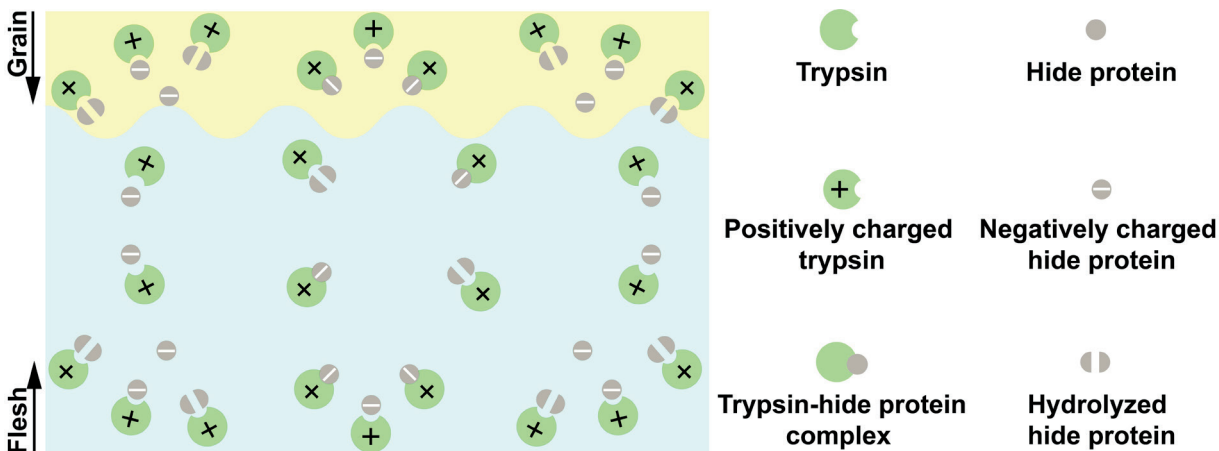 Grain
Flesh
Trypsin
Hide protein
Positively charged
trypsin
Negatively charged
hide protein
Trypsin-hide protein
complex
Hydrolyzed
hide protein